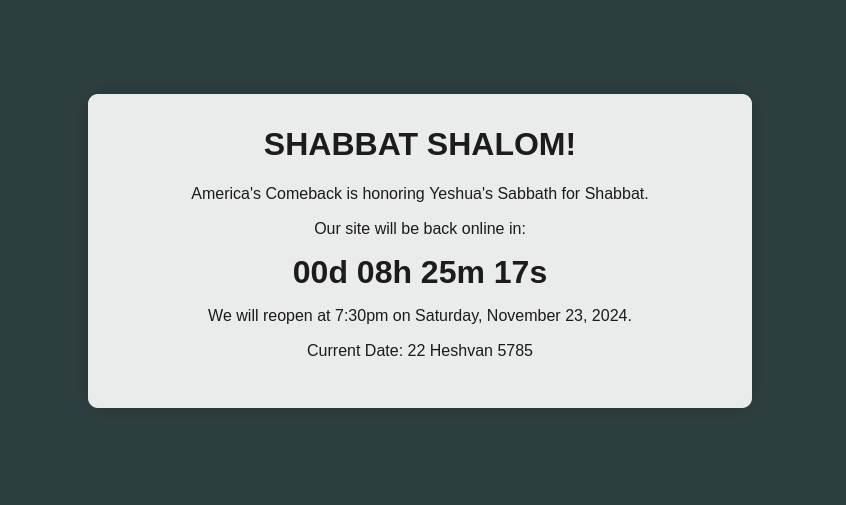 SHABBAT SHALOM!
America's Comeback is honoring Yeshua's Sabbath for Shabbat.
Our site will be back online in:
00d 08h 25m 17s
We will reopen at 7:30pm on Saturday, November 23, 2024.
Current Date: 22 Heshvan 5785